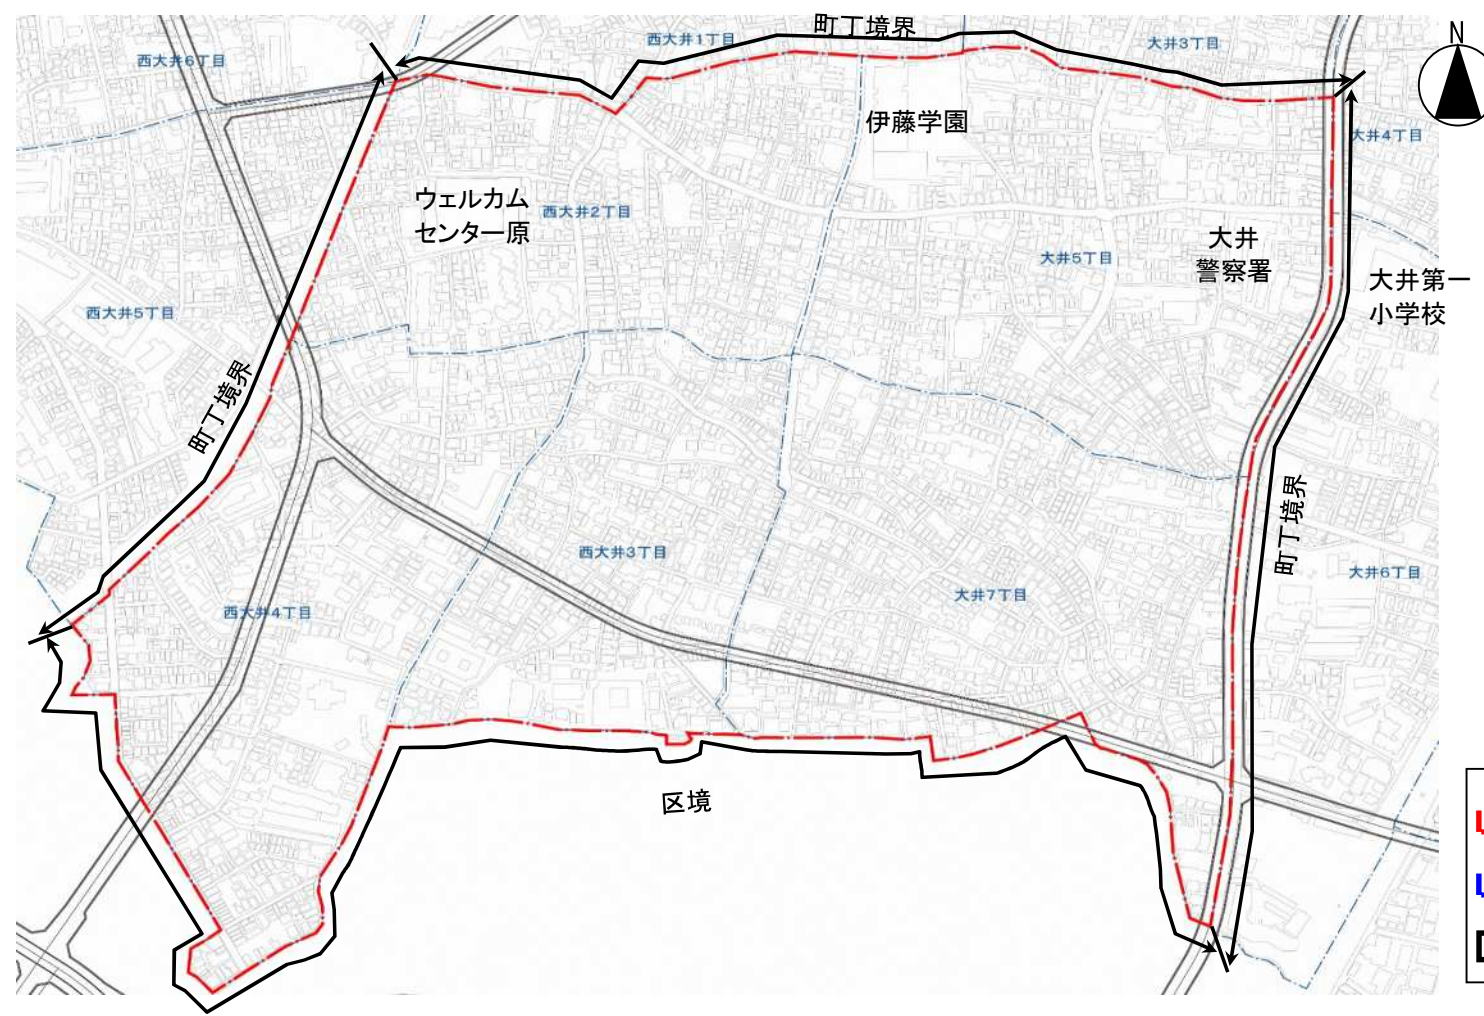 町丁境界
N
西大井6丁目
西大井1丁目
大井3丁目
伊藤学園
大井4丁目
ウェルカム
センター原
西大井2丁目
大井5丁目
大井
警察署
大井第一
小学校
西大井5丁目
町丁境界
町丁境界
西大井3丁目
大井7丁目
大井6丁目
西大井4丁目
区境